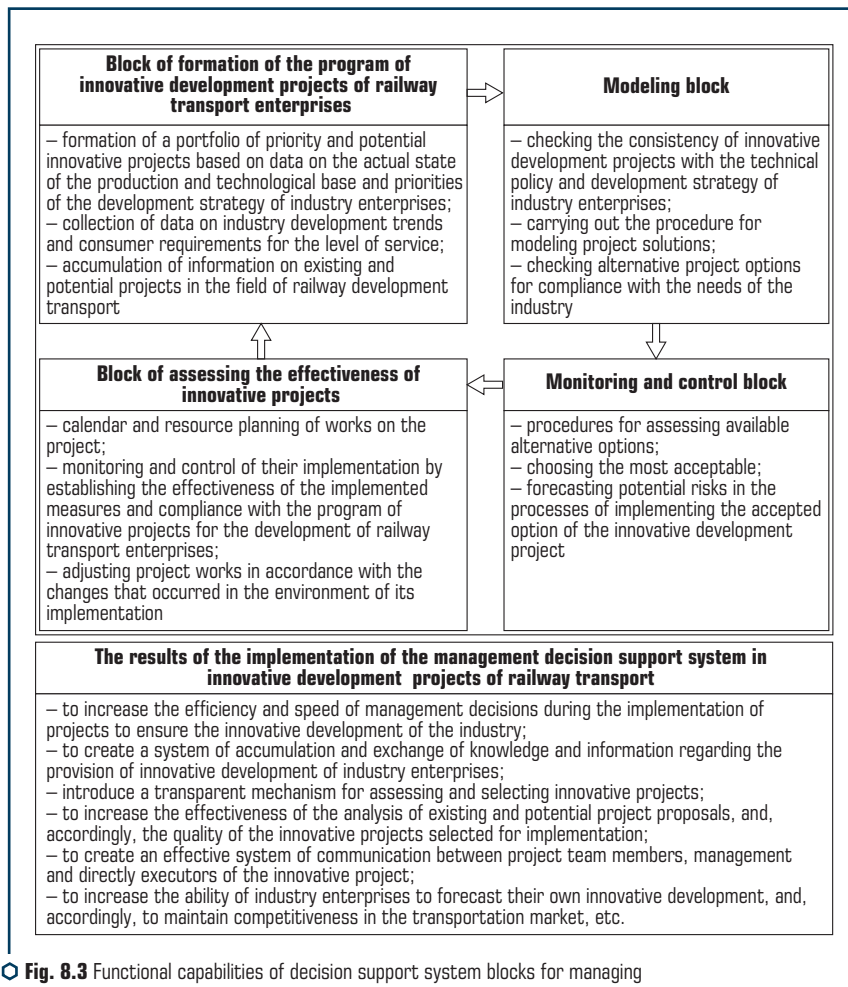 Block of formation of the program of
innovative development projects of railway
transport enterprises
– formation of a portfolio of priority and potential
innovative projects based on data on the actual state
of the production and technological base and priorities
of the development strategy of industry enterprises;
– collection of data on industry development trends
and consumer requirements for the level of service;
– accumulation of information on existing and
potential projects in the field of railway development
transport
Modeling block
– checking the consistency of innovative
development projects with the technical
policy and development strategy of
industry enterprises;
– carrying out the procedure for
modeling project solutions;
– checking alternative project options
for compliance with the needs of the
industry
Block of assessing the effectiveness of
innovative projects
– calendar and resource planning of works on the
project;
– monitoring and control of their implementation by
establishing the effectiveness of the implemented
measures and compliance with the program of
innovative projects for the development of railway
transport enterprises;
– adjusting project works in accordance with the
changes that occurred in the environment of its
implementation
Monitoring and control block
– procedures for assessing available
alternative options;
– choosing the most acceptable;
– forecasting potential risks in the
processes of implementing the accepted
option of the innovative development
project
The results of the implementation of the management decision support system in
innovative development projects of railway transport
– to increase the efficiency and speed of management decisions during the implementation of
projects to ensure the innovative development of the industry;
– to create a system of accumulation and exchange of knowledge and information regarding the
provision of innovative development of industry enterprises;
– introduce a transparent mechanism for assessing and selecting innovative projects;
– to increase the effectiveness of the analysis of existing and potential project proposals, and,
accordingly, the quality of the innovative projects selected for implementation;
– to create an effective system of communication between project team members, management
and directly executors of the innovative project;
– to increase the ability of industry enterprises to forecast their own innovative development, and,
accordingly, to maintain competitiveness in the transportation market, etc.
Fig. 8.3 Functional capabilities of decision support system blocks for managing